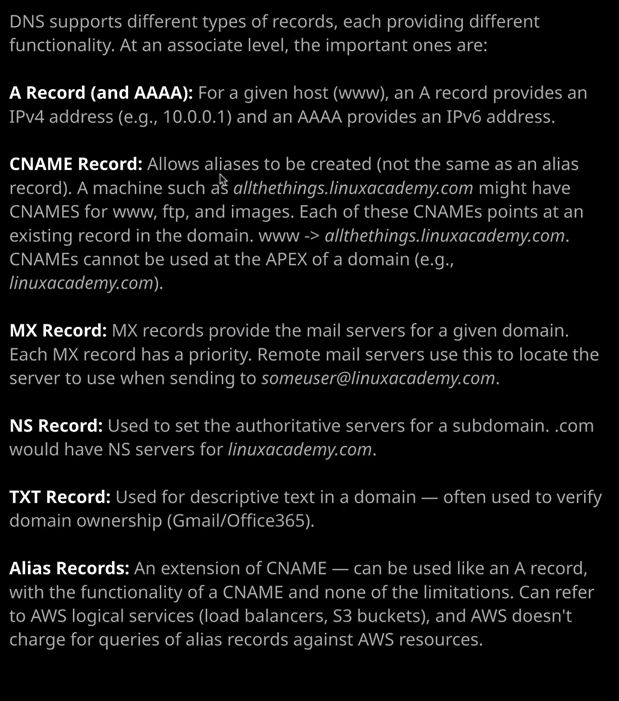 DNS supports different types of records, each providing different
functionality. At an associate level, the important ones are:
A Record (and AAAA): For a given host (www), an A record provides an
IPv4 address (e.g., 10.0.0.1) and an AAAA provides an IPv6 address.
CNAME Record: Allows aliases to be created (not the same as an alias
record). A machine such as allthethings.linuxacademy.com might have
CNAMES for www, ftp, and images. Each of these CNAMEs points at an
existing record in the domain. www -> allthethings.linuxacademy.com.
CNAMEs cannot be used at the APEX of a domain (e.g.,
linuxacademy.com).
MX Record: MX records provide the mail servers for a given domain.
Each MX record has a priority. Remote mail servers use this to locate the
server to use when sending to someuser@linuxacademy.com.
NS Record: Used to set the authoritative servers for a subdomain. .com
would have NS servers for linuxacademy.com.
TXT Record: Used for descriptive text in a domain — often used to verify
domain ownership (Gmail/Office365).
Alias Records: An extension of CNAME — can be used like an A record,
with the functionality of a CNAME and none of the limitations. Can refer
to AWS logical services (load balancers, S3 buckets), and AWS doesn't
charge for queries of alias records against AWS resources.